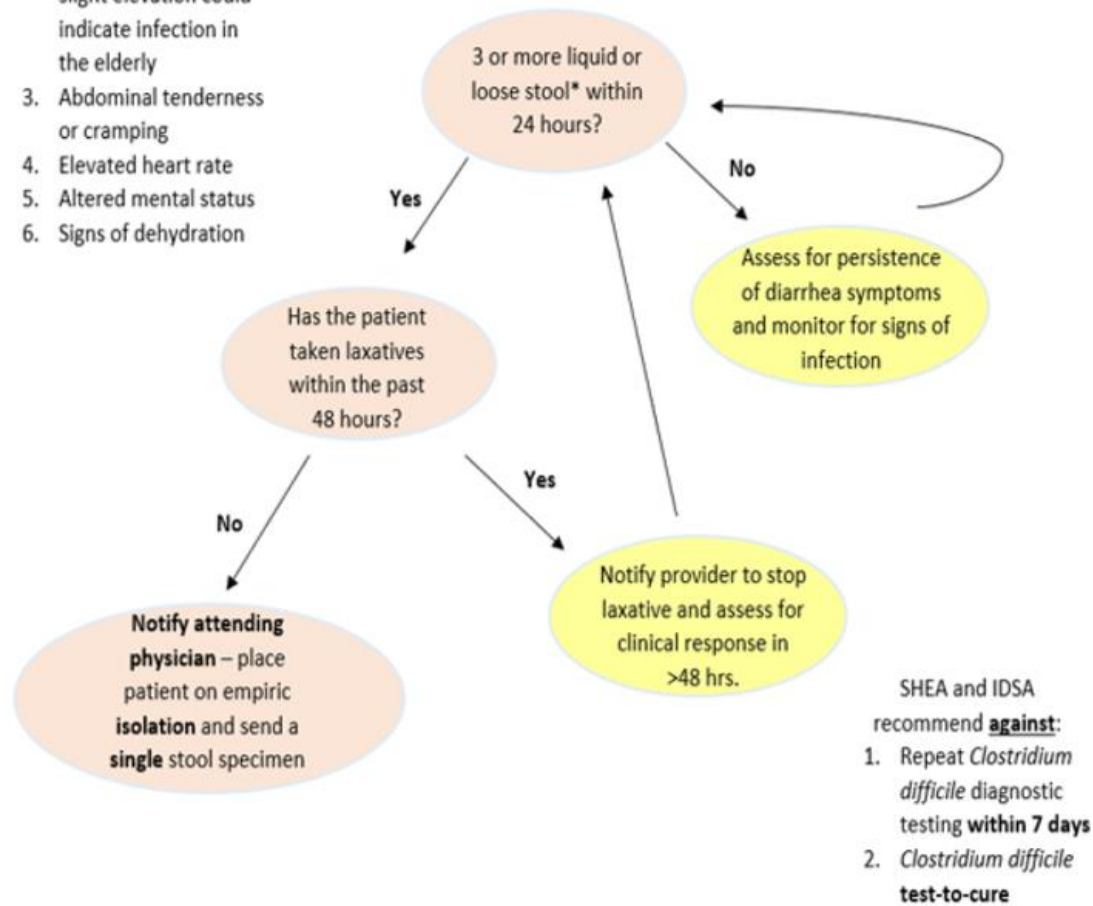 slight elevation could
indicate infection in
the elderly
3. Abdominal tenderness
or cramping
4. Elevated heart rate
5. Altered mental status
6. Signs of dehydration
3 or more liquid or
loose stool* within
24 hours?
Yes
No
Assess for persistence
of diarrhea symptoms
and monitor for signs of
infection
Has the patient
taken laxatives
within the past
48 hours?
No
Yes
Notify provider to stop
laxative and assess for
clinical response in
>48 hrs.
Notify attending
physician – place
patient on empiric
isolation and send a
single stool specimen
SHEA and IDSA
recommend against:
1. Repeat Clostridium
difficile diagnostic
testing within 7 days
2. Clostridium difficile
test-to-cure